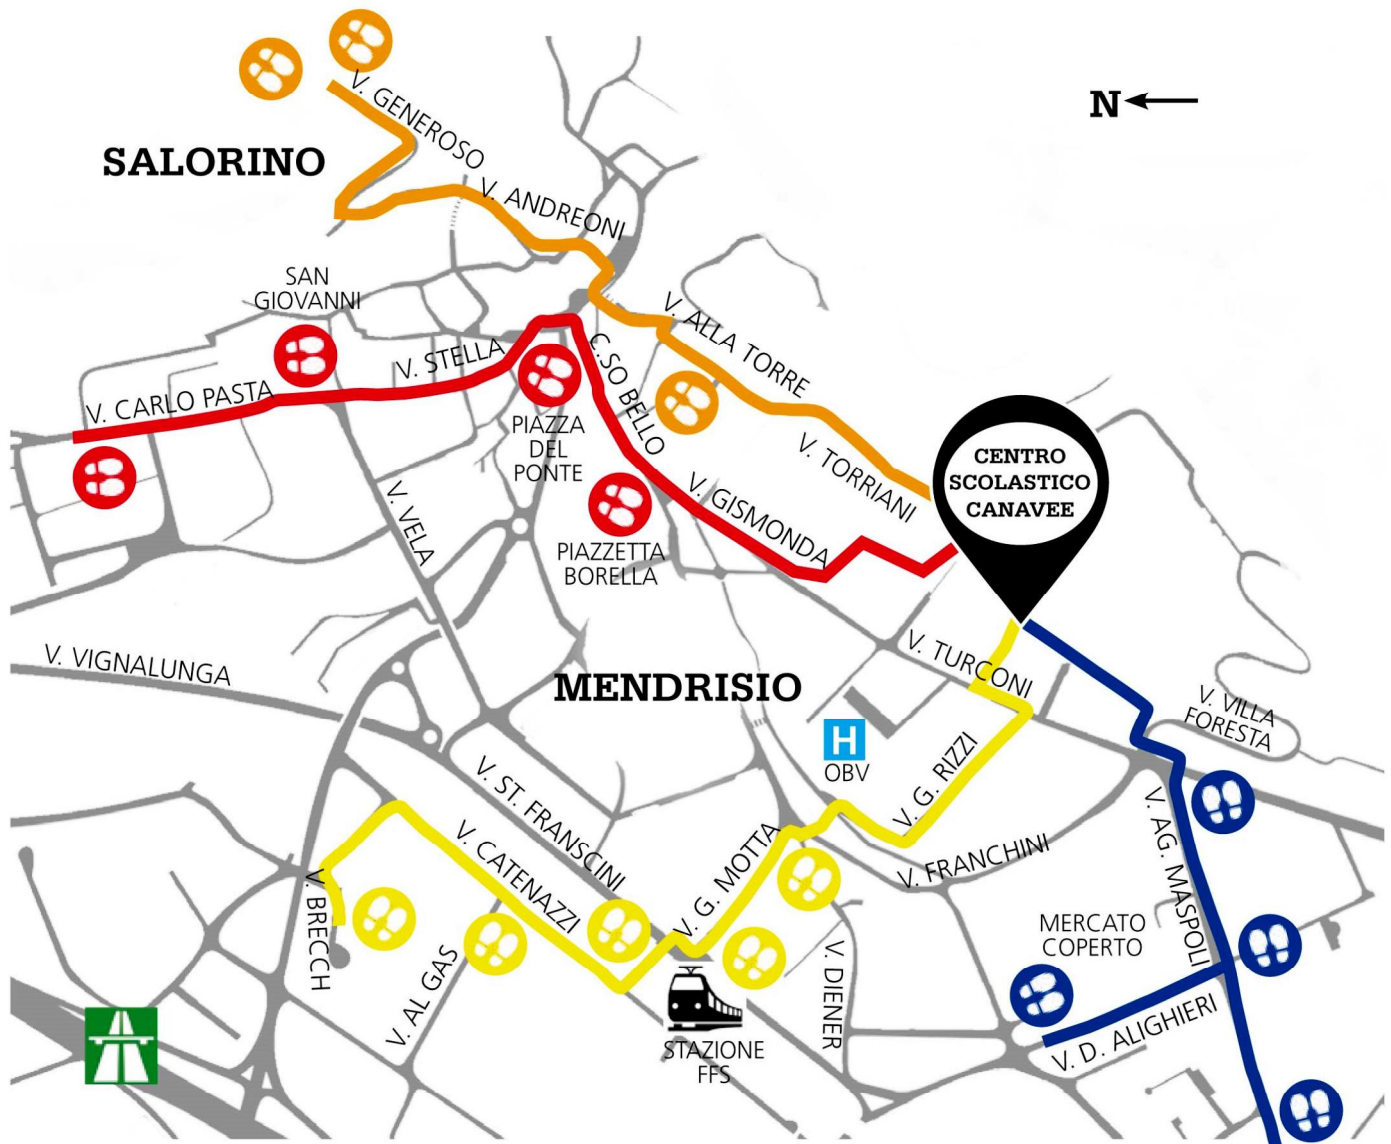 N
V. GENEROSO
SALORINO
V. ANDREONI
SAN
GIOVANNI
V. ALLA TORRE
V. STELLA
C.SO BELLO
V. CARLO PASTA
PIAZZA
DEL
PONTE
V. TORRIANI
CENTRO
SCOLASTICO
CANAVEE
V. GISMONDA
V. VELA
PIAZZETTA
BORELLA
V. VIGNALUNGA
V. TURCONI
MENDRISIO
V. VILLA
FORESTA
H
OBV
V. G. RIZZI
V. ST. FRANSCINI
V. CATENAZZI
V. G. MOTTA
V. FRANCHINI
V. AG. MASPOLI
V. BRECCH
MERCATO
COPERTO
V. AL GAS
V. DIENER
V. D. ALIGHIERI
STAZIONE
FFS